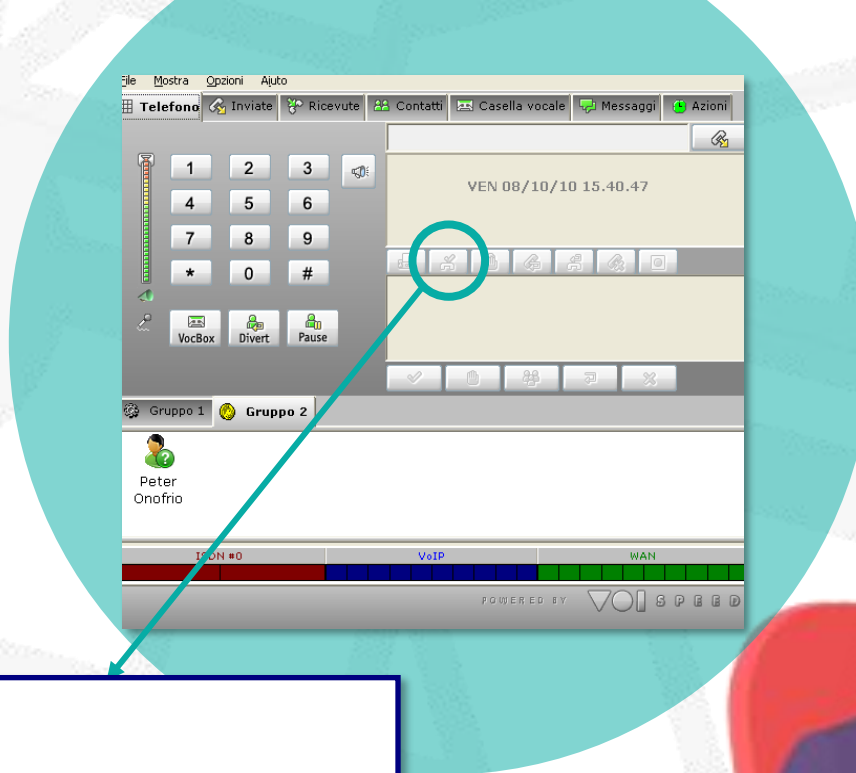 File Mostra Opzioni Aiuto
Telefono Inviate Ricevute Contatti Casella vocale Messaggi Azioni
1 2 3
VEN 08/10/10 15.40.47
4 5 6
7 8 9
* 0 #
VocBox Divert Pause
Gruppo 1 Gruppo 2
Peter
Onofrio
ISDN #0 VoIP WAN
POWERED BY VOISPEED